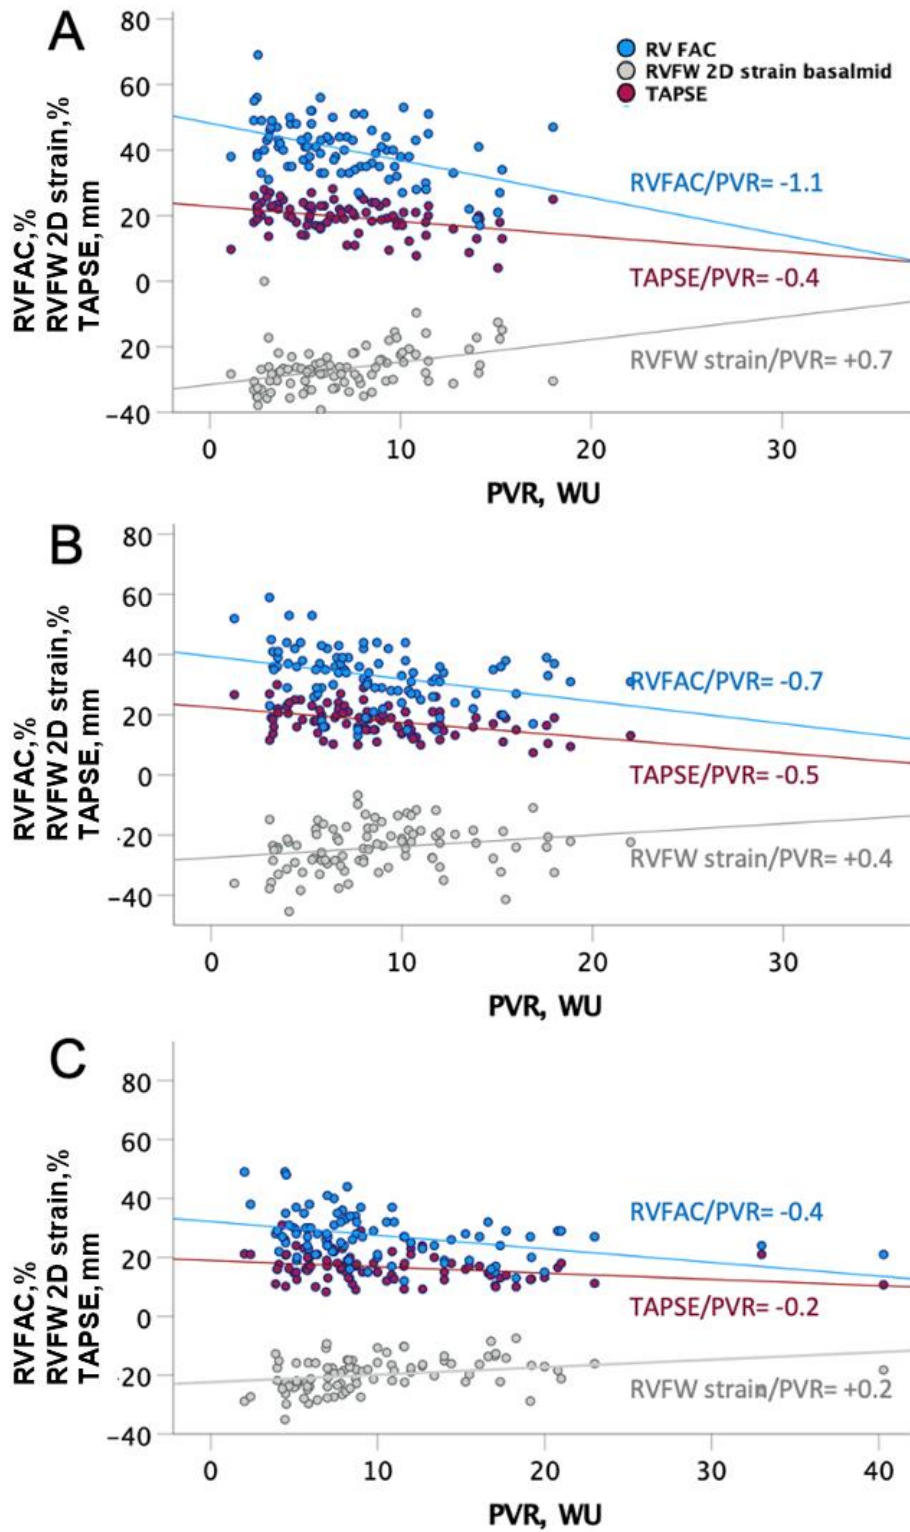 A
80
60
40
20
0
20
−40
RVFAC,%
RVFW 2D strain,%
TAPSE, mm
RV FAC
RVFW 2D strain basalmid
TAPSE
RVFAC/PVR= -1.1
TAPSE/PVR= -0.4
RVFW strain/PVR= +0.7
0 10 20 30
PVR, WU
B
80
60
40
20
0
-20
−40
RVFAC,%
RVFW 2D strain,%
TAPSE, mm
RVFAC/PVR= -0.7
TAPSE/PVR= -0.5
RVFW strain/PVR= +0.4
0 10 20 30
PVR, WU
C
80
60
40
20
0
-20
−40
RVFAC,%
RVFW 2D strain,%
TAPSE, mm
RVFAC/PVR= -0.4
TAPSE/PVR= -0.2
RVFW strain/PVR= +0.2
0 10 20 30 40
PVR, WU